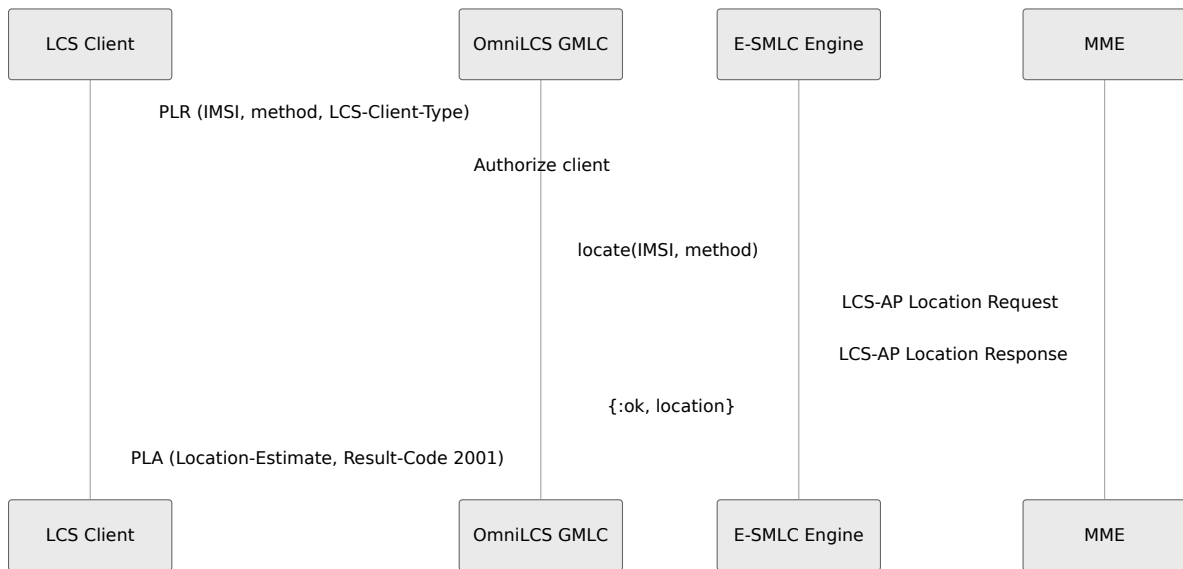 LCS Client
OmniLCS GMLC
E-SMLC Engine
MME
PLR (IMSI, method, LCS-Client-Type)
Authorize client
locate(IMSI, method)
LCS-AP Location Request
LCS-AP Location Response
{:ok, location}
PLA (Location-Estimate, Result-Code 2001)
LCS Client
OmniLCS GMLC
E-SMLC Engine
MME